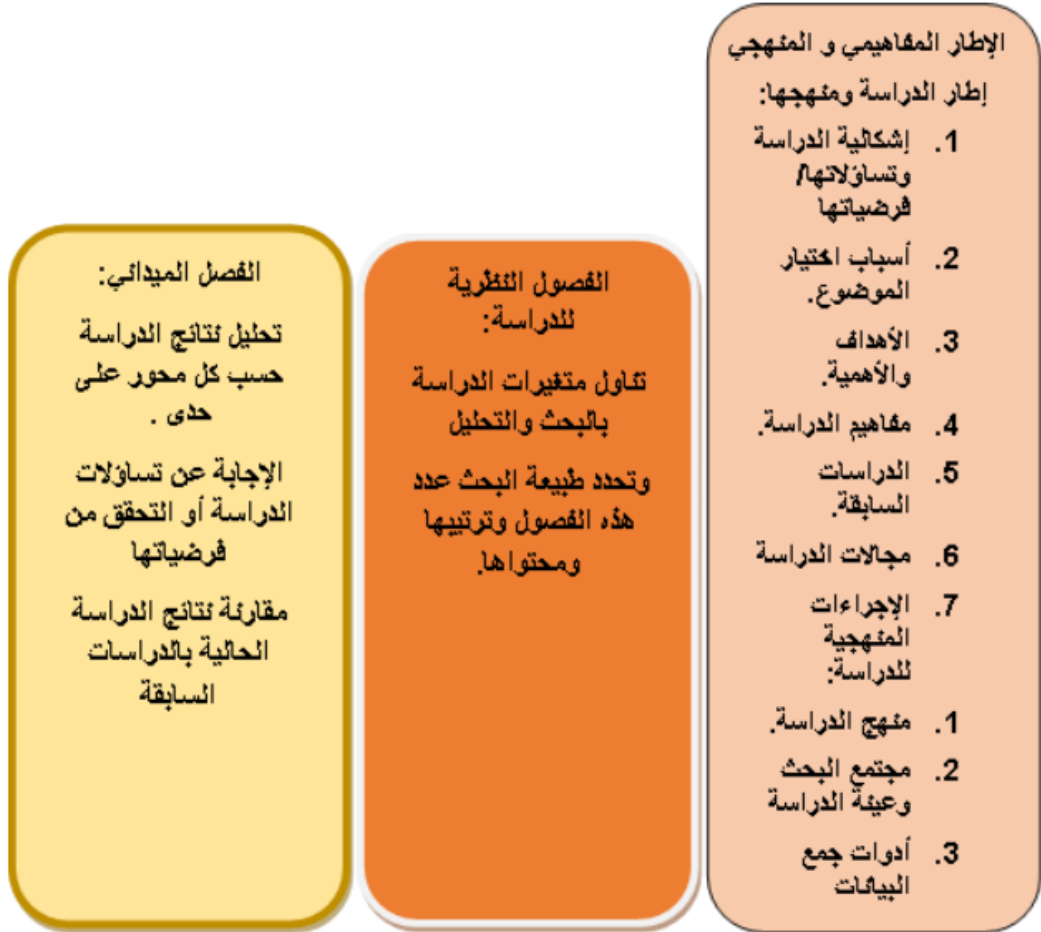 الإطار المفاهيمي و المنهجي
إطار الدراسة ومنهجها:
1. إشكالية الدراسة
وتساؤلاتها/
فرضياتها
2. أسباب اختيار
الموضوع.
3. الأهداف
والأهمية.
4. مفاهيم الدراسة.
5. الدراسات
السابقة.
6. مجالات الدراسة
7. الإجراءات
المنهجية
للدراسة:
1. منهج الدراسة.
2. مجتمع البحث
وعينة الدراسة
3. أدوات جمع
البيانات
الفصول النظرية
للدراسة:
تناول متغيرات الدراسة
بالبحث والتحليل
وتحدد طبيعة البحث عدد
هذه الفصول وترتيبها
ومحتواها.
الفصل الميداني:
تحليل نتائج الدراسة
حسب كل محور على
حدى .
الإجابة عن تساؤلات
الدراسة أو التحقق من
فرضياتها
مقارنة نتائج الدراسة
الحالية بالدراسات
السابقة